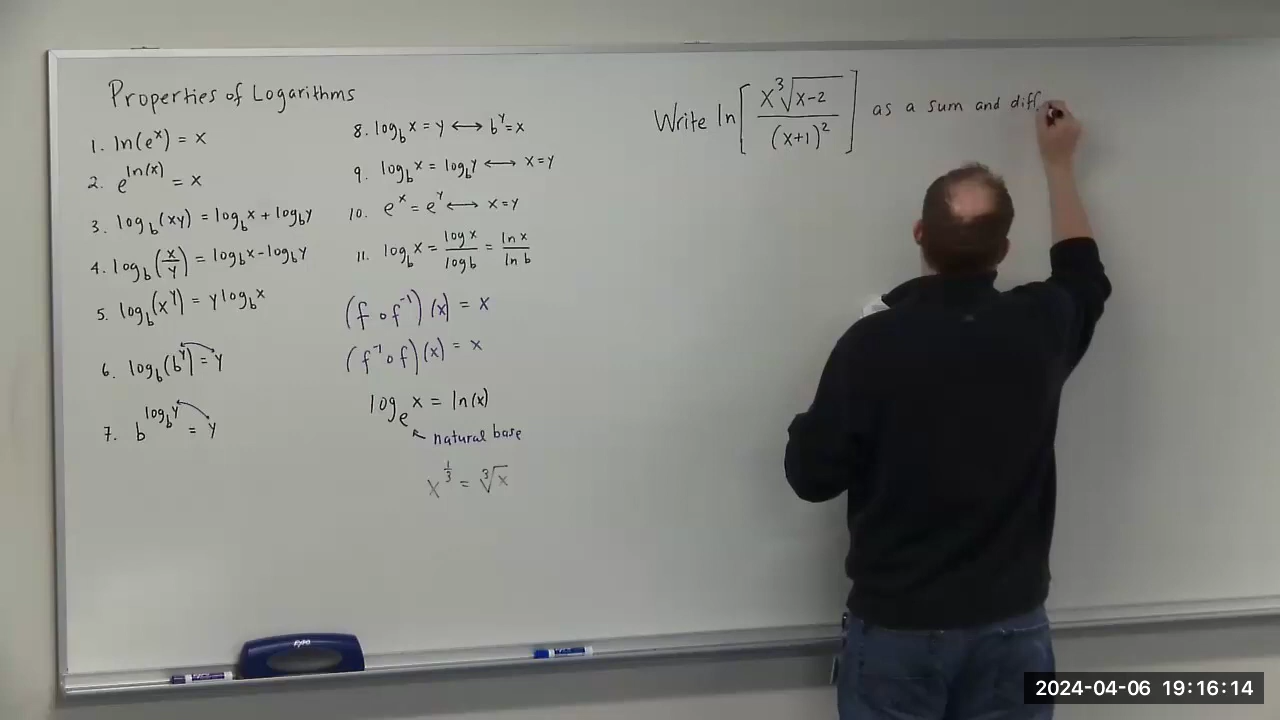 Properties of Logarithms
1. ln(eˣ) = x
2. e^ln(x) = x
3. log_b(xy) = log_b x + log_b y
4. log_b(x/y) = log_b x - log_b y
5. log_b(x^y) = y log_b x
6. log_b(b^y) = y
7. b^log_b y = y
8. log_b x = y ⟷ b^y = x
9. log_b x = log_b y ⟷ x = y
10. e^x = e^y ⟷ x = y
11. log_b x = log x / log b = ln x / ln b
(f ∘ f⁻¹)(x) = x
(f⁻¹ ∘ f)(x) = x
log_e x = ln(x)
↖ natural base
x^(1/3) = ∛x
Write ln[x ∛(x-2) / (x+1)²] as a sum and diff
EXPO
2024-04-06 19:16:14